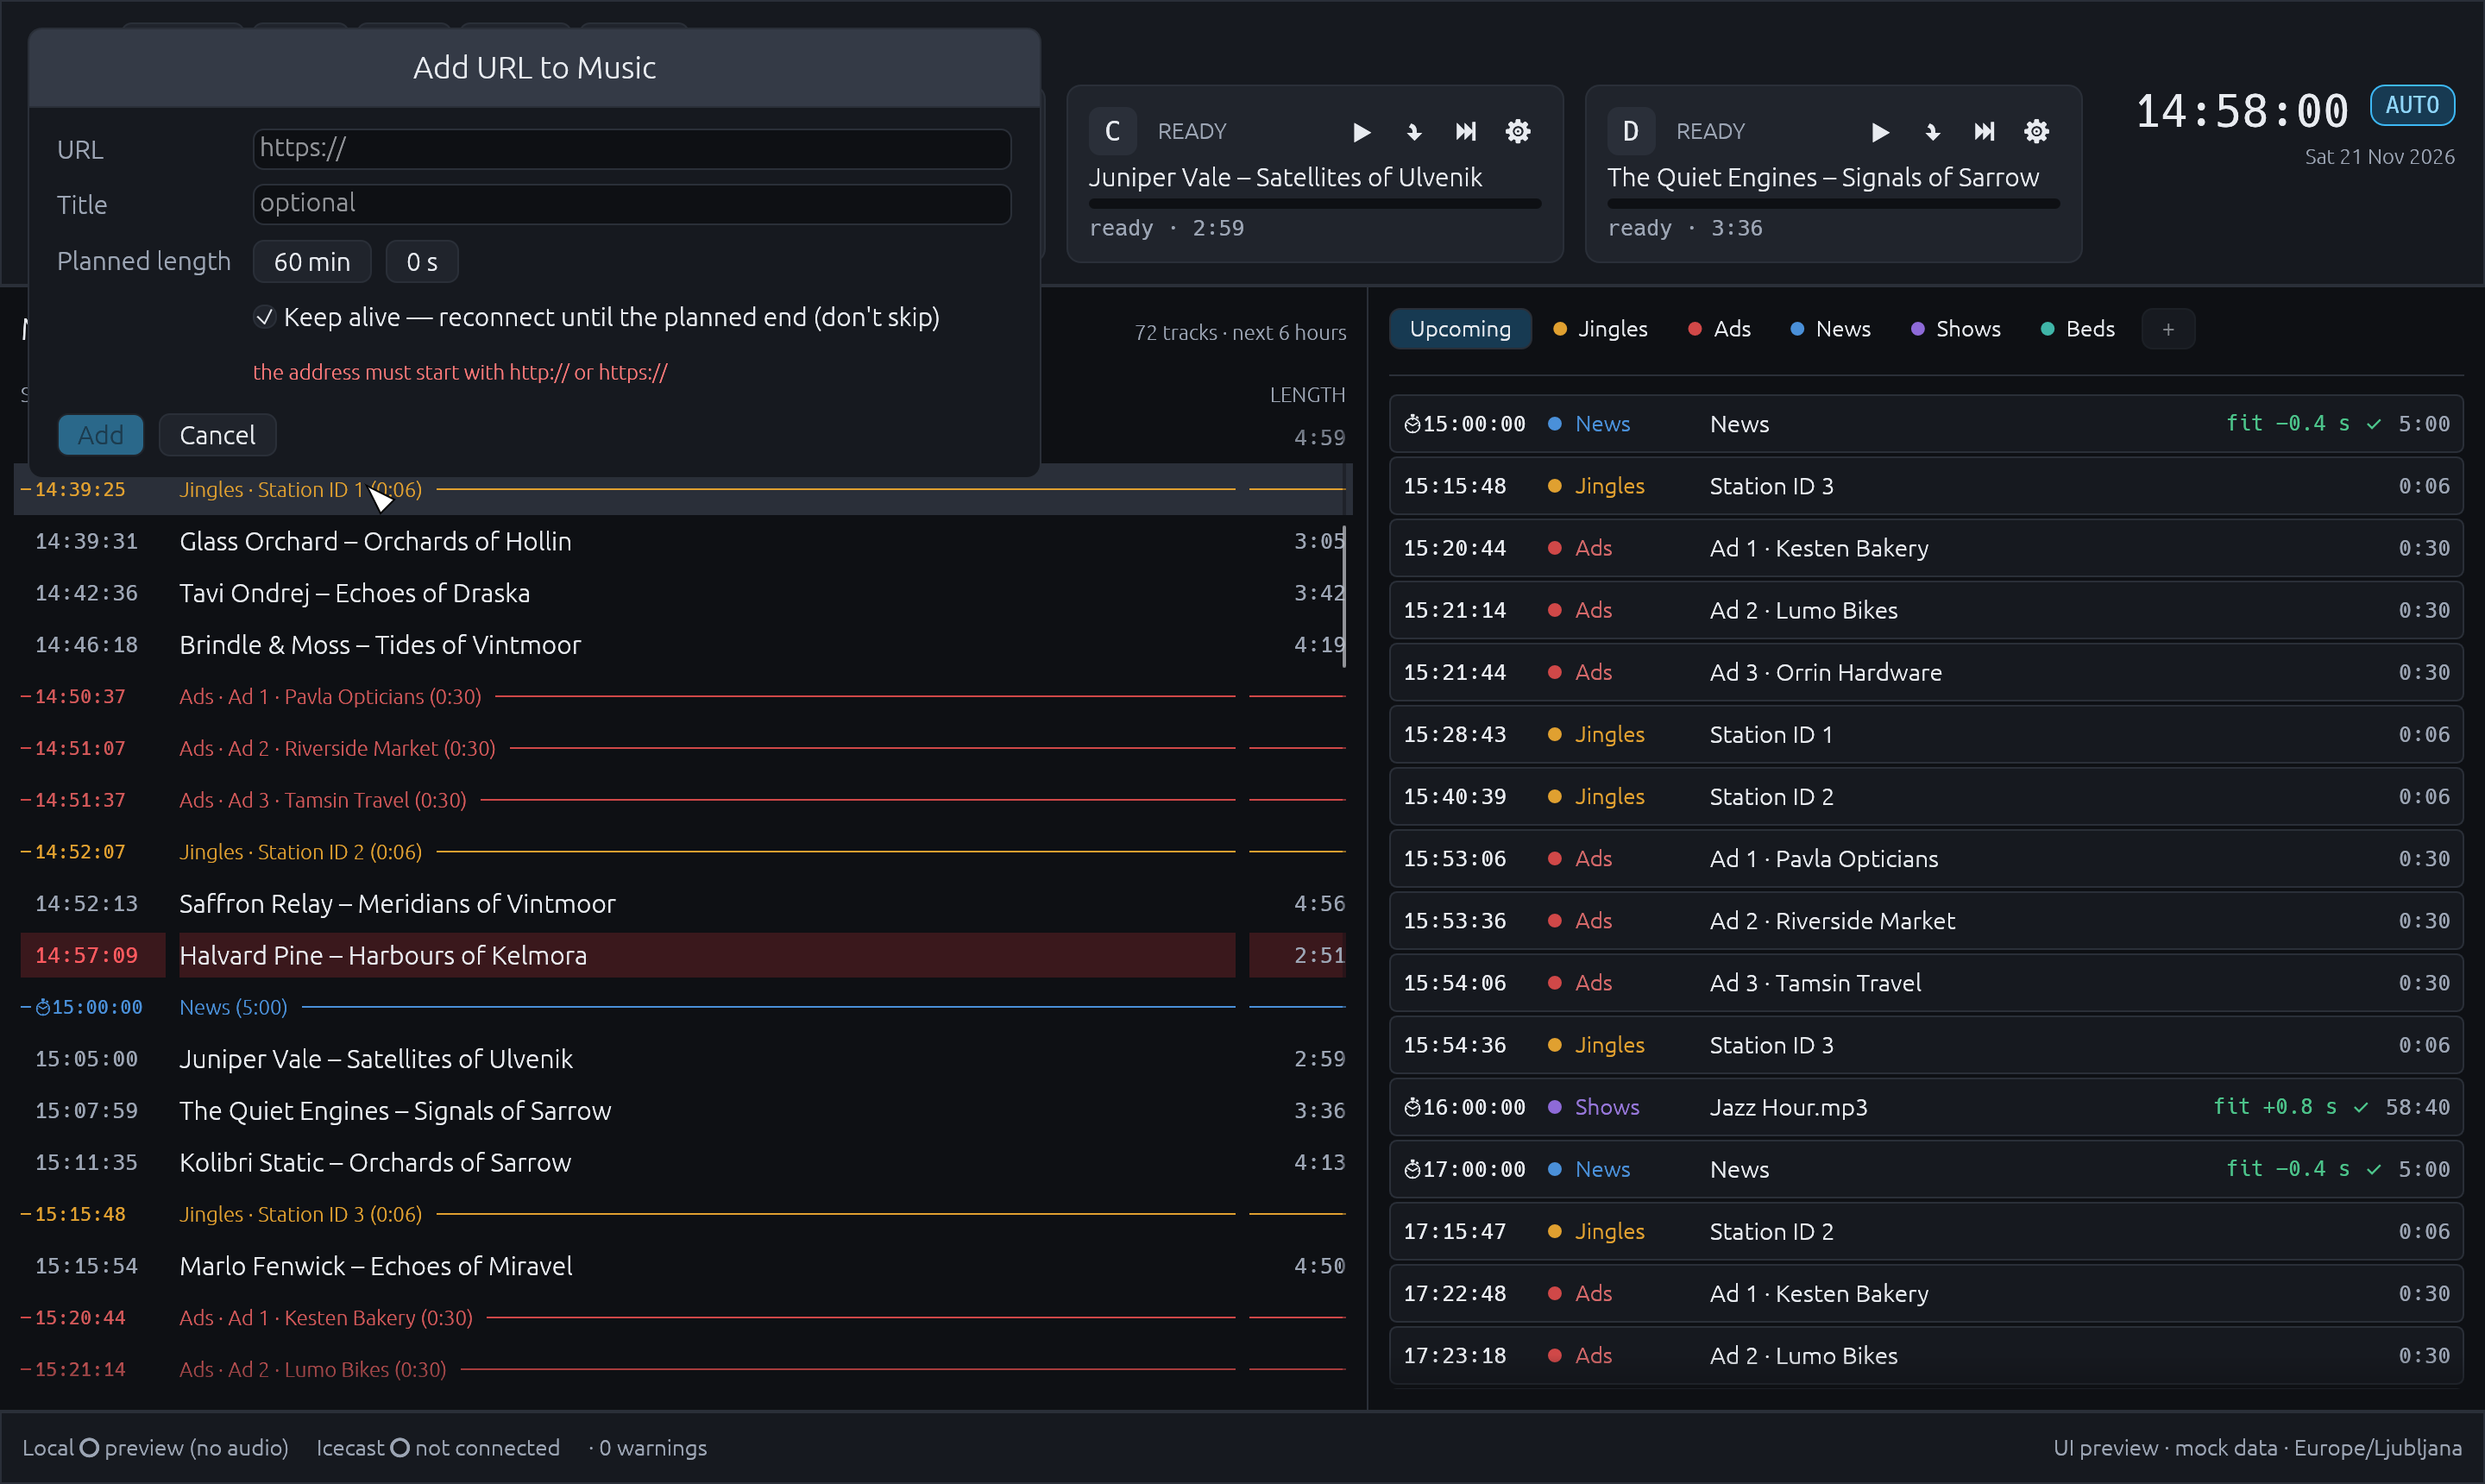 Add URL to Music
URL
https://
Title
optional
Planned length
60 min
0 s
Keep alive — reconnect until the planned end (don't skip)
the address must start with http:// or https://
Add
Cancel
C
READY
Juniper Vale – Satellites of Ulvenik
ready · 2:59
D
READY
The Quiet Engines – Signals of Sarrow
ready · 3:36
14:58:00
AUTO
Sat 21 Nov 2026
72 tracks · next 6 hours
LENGTH
4:59
14:39:25 Jingles · Station ID 1 (0:06)
14:39:31 Glass Orchard – Orchards of Hollin 3:05
14:42:36 Tavi Ondrej – Echoes of Draska 3:42
14:46:18 Brindle & Moss – Tides of Vintmoor 4:19
14:50:37 Ads · Ad 1 · Pavla Opticians (0:30)
14:51:07 Ads · Ad 2 · Riverside Market (0:30)
14:51:37 Ads · Ad 3 · Tamsin Travel (0:30)
14:52:07 Jingles · Station ID 2 (0:06)
14:52:13 Saffron Relay – Meridians of Vintmoor 4:56
14:57:09 Halvard Pine – Harbours of Kelmora 2:51
15:00:00 News (5:00)
15:05:00 Juniper Vale – Satellites of Ulvenik 2:59
15:07:59 The Quiet Engines – Signals of Sarrow 3:36
15:11:35 Kolibri Static – Orchards of Sarrow 4:13
15:15:48 Jingles · Station ID 3 (0:06)
15:15:54 Marlo Fenwick – Echoes of Miravel 4:50
15:20:44 Ads · Ad 1 · Kesten Bakery (0:30)
15:21:14 Ads · Ad 2 · Lumo Bikes (0:30)
Upcoming Jingles Ads News Shows Beds +
15:00:00 News News fit −0.4 s ✓ 5:00
15:15:48 Jingles Station ID 3 0:06
15:20:44 Ads Ad 1 · Kesten Bakery 0:30
15:21:14 Ads Ad 2 · Lumo Bikes 0:30
15:21:44 Ads Ad 3 · Orrin Hardware 0:30
15:28:43 Jingles Station ID 1 0:06
15:40:39 Jingles Station ID 2 0:06
15:53:06 Ads Ad 1 · Pavla Opticians 0:30
15:53:36 Ads Ad 2 · Riverside Market 0:30
15:54:06 Ads Ad 3 · Tamsin Travel 0:30
15:54:36 Jingles Station ID 3 0:06
16:00:00 Shows Jazz Hour.mp3 fit +0.8 s ✓ 58:40
17:00:00 News News fit −0.4 s ✓ 5:00
17:15:47 Jingles Station ID 2 0:06
17:22:48 Ads Ad 1 · Kesten Bakery 0:30
17:23:18 Ads Ad 2 · Lumo Bikes 0:30
Local preview (no audio) Icecast not connected · 0 warnings
UI preview · mock data · Europe/Ljubljana